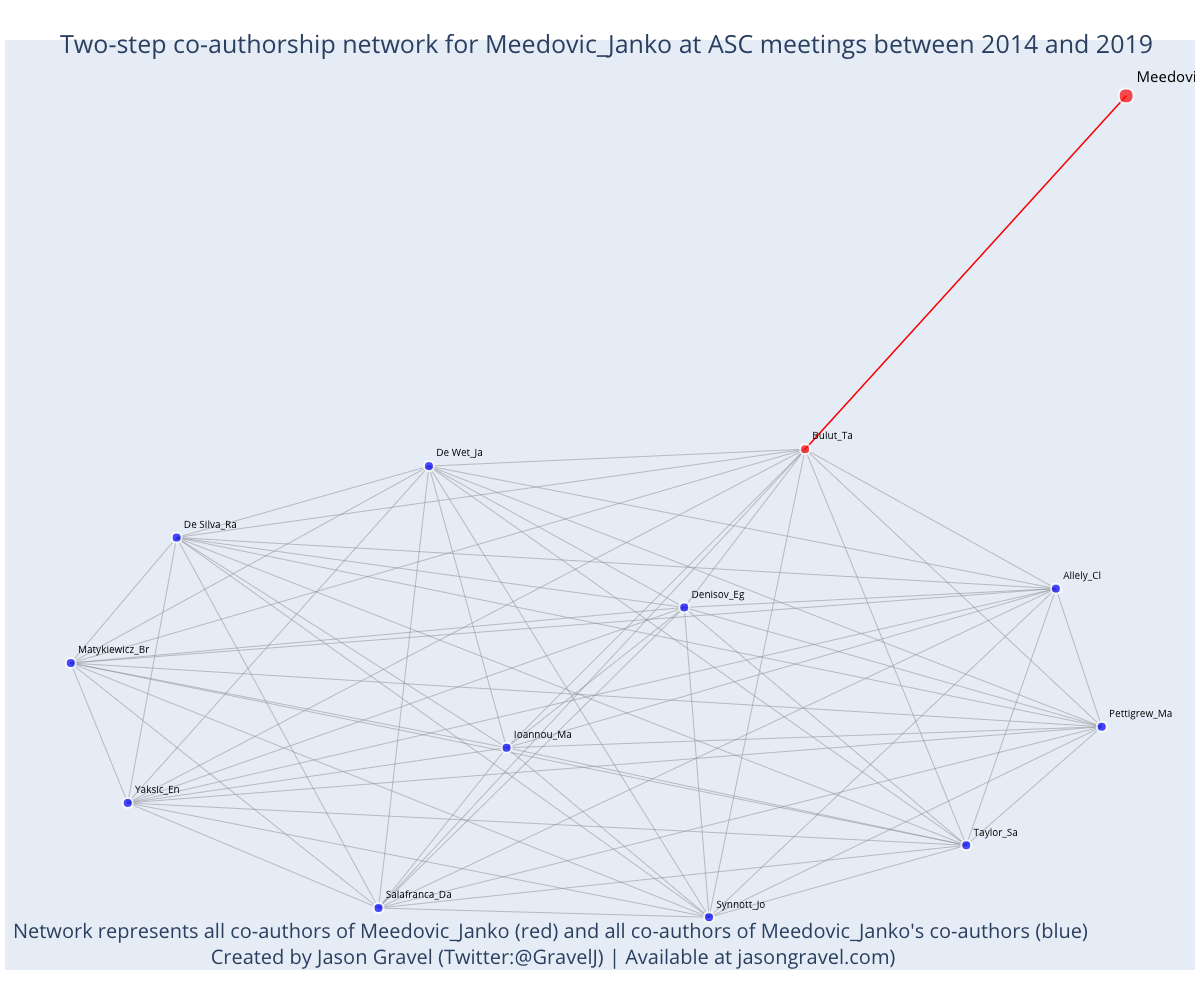 Two-step co-authorship network for Meedovic_Janko at ASC meetings between 2014 and 2019
Meedovi
Bulut_Ta
De Wet_Ja
De Silva_Ra
Allely_Cl
Denisov_Eg
Matykiewicz_Br
Pettigrew_Ma
Ioannou_Ma
Yaksic_En
Taylor_Sa
Salafranca_Da
Synnott_Jo
Network represents all co-authors of Meedovic_Janko (red) and all co-authors of Meedovic_Janko's co-authors (blue)
Created by Jason Gravel (Twitter:@GravelJ) | Available at jasongravel.com)